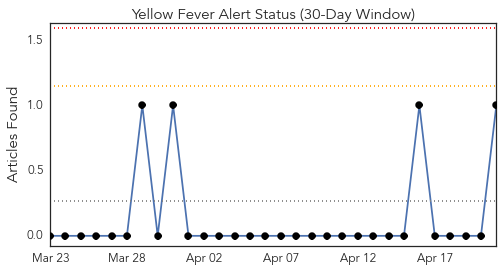 Yellow Fever Alert Status (30-Day Window)
Articles Found
1.5
1.0
0.5
0.0
Mar 23 Mar 28 Apr 02 Apr 07 Apr 12 Apr 17